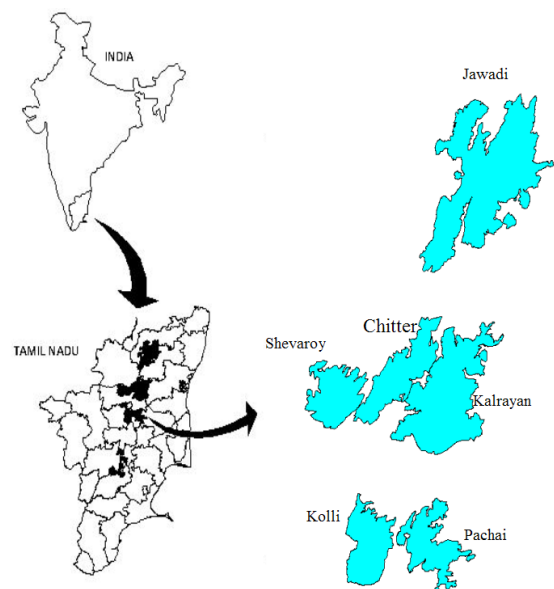 INDIA
Jawadi
TAMIL NADU
Chitter
Shevaroy
Kalrayan
Kolli
Pachai